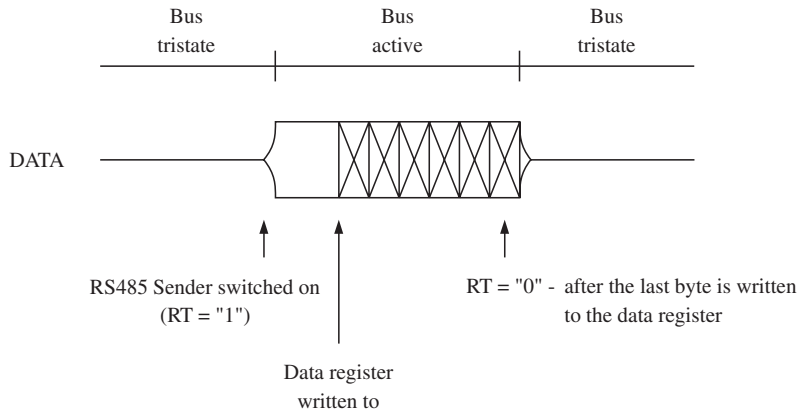 Bus
tristate
Bus
active
Bus
tristate
DATA
RS485 Sender switched on
(RT = "1")
RT = "0" - after the last byte is written
to the data register
Data register
written to